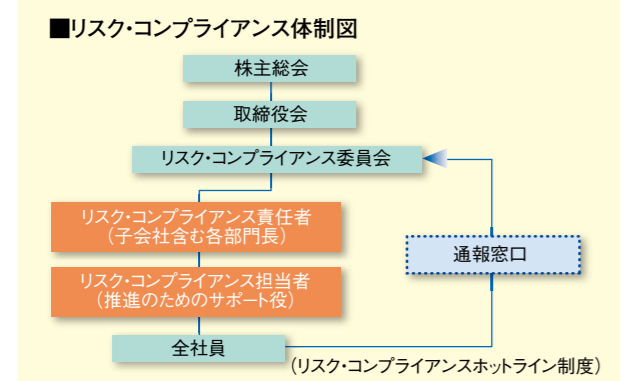 ■リスク・コンプライアンス体制図
株主総会
取締役会
リスク・コンプライアンス委員会
リスク・コンプライアンス責任者
（子会社含む各部門長）
通報窓口
リスク・コンプライアンス担当者
（推進のためのサポート役）
全社員
（リスク・コンプライアンスホットライン制度）